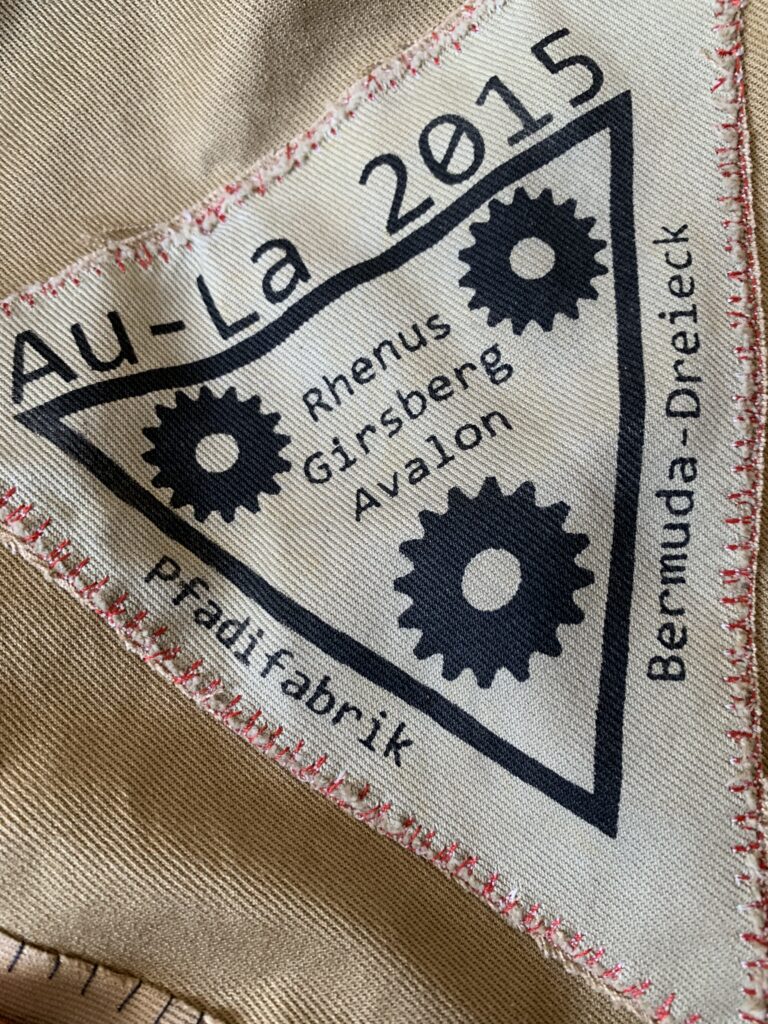 Au-La 2015
Rhenus
Girsberg
Avalon
Pfadifabrik
Bermuda-Dreieck